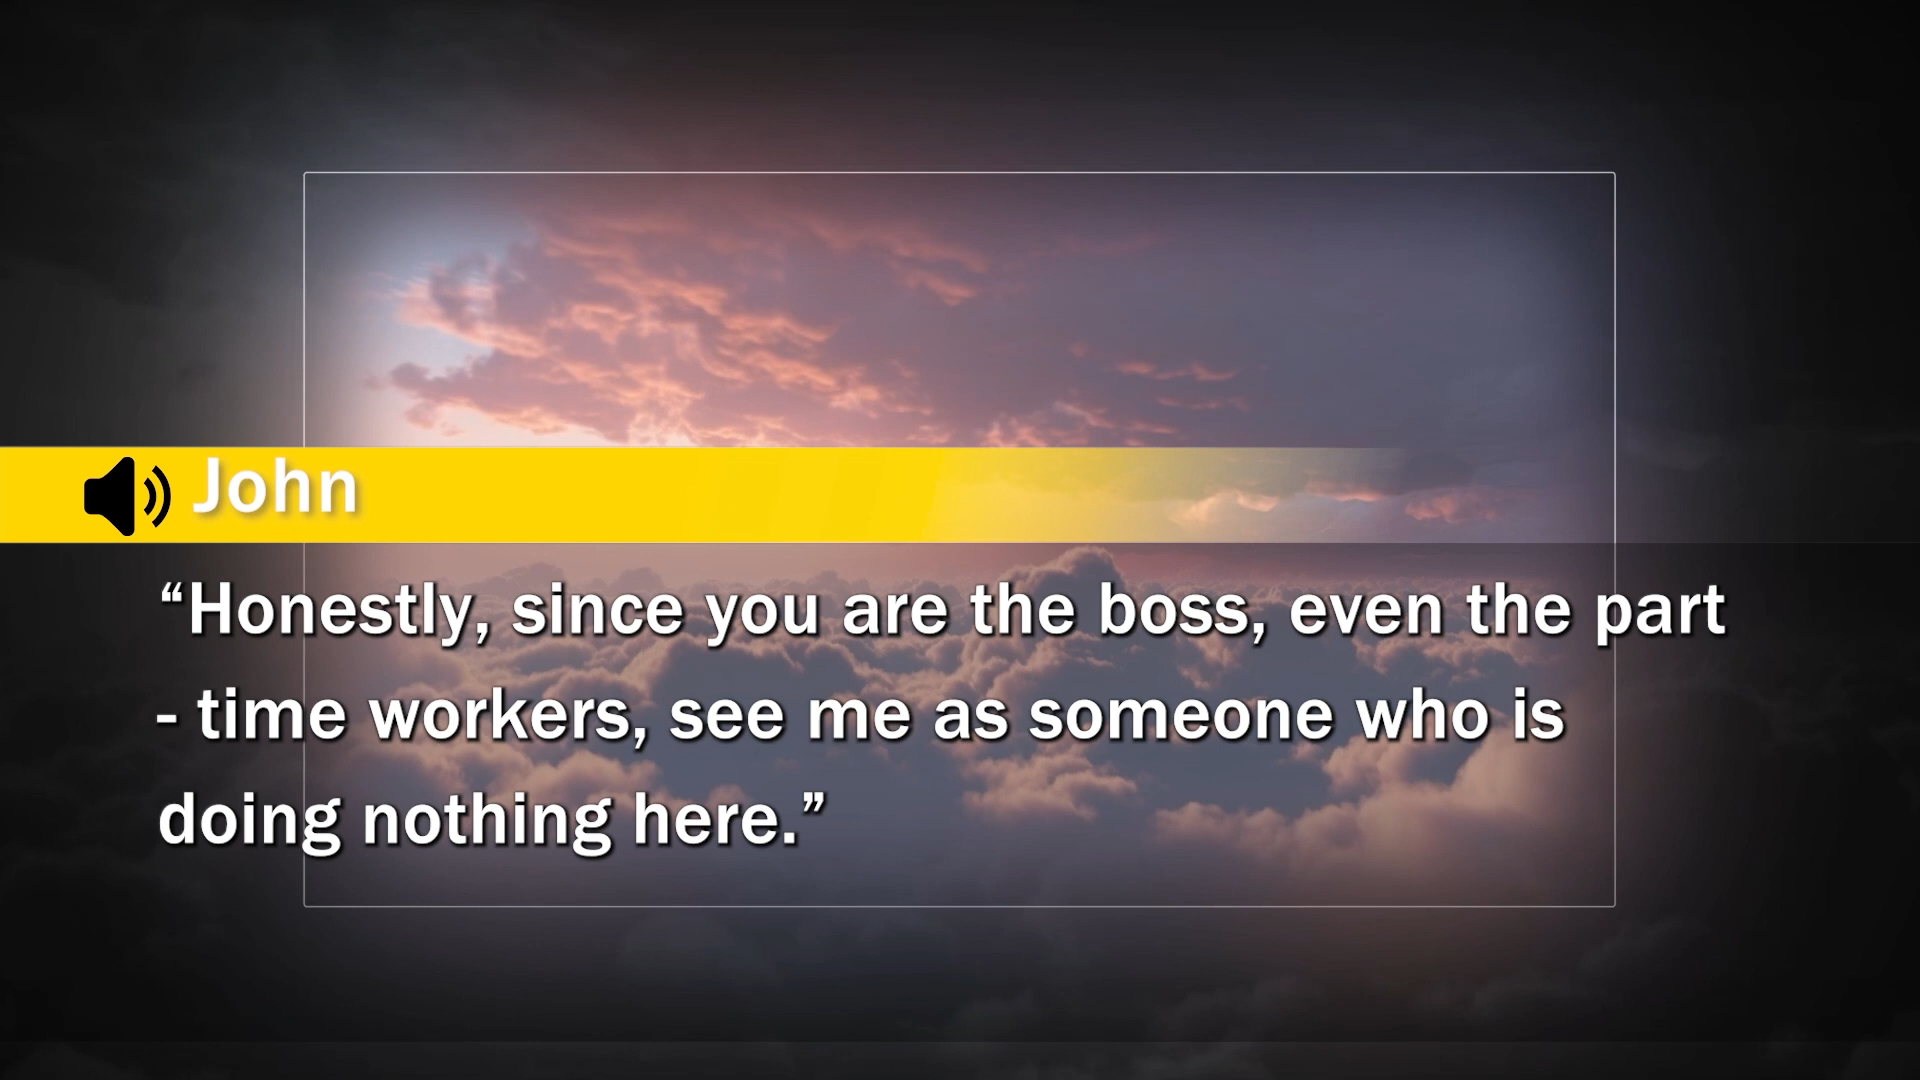 John
“Honestly, since you are the boss, even the part
- time workers, see me as someone who is
doing nothing here.”